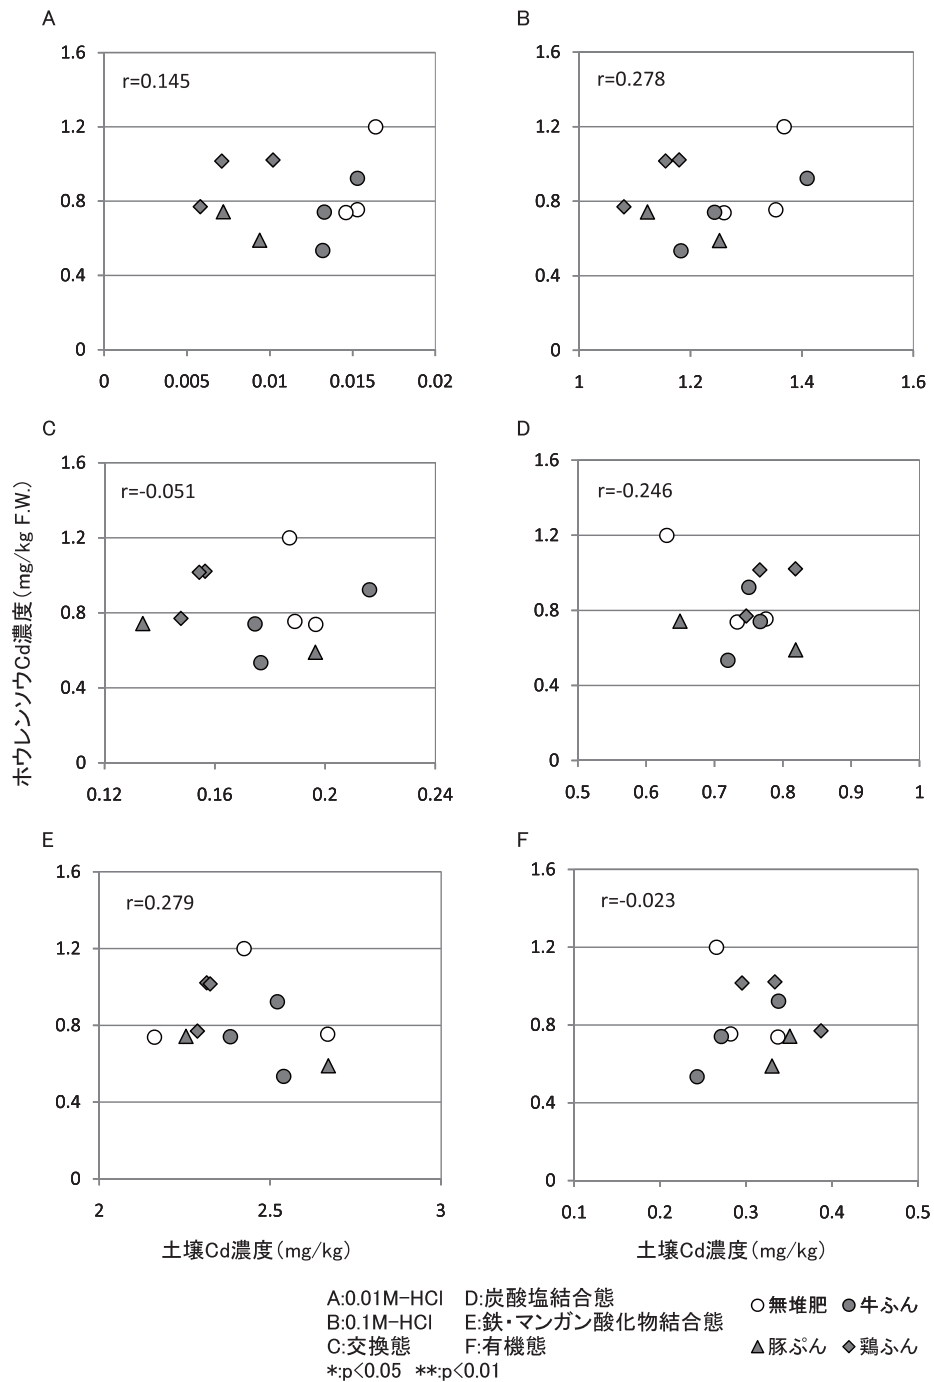 A
r=0.145
1.6
1.2
0.8
0.4
0
0 0.005 0.01 0.015 0.02
B
r=0.278
1.6
1.2
0.8
0.4
0
1 1.2 1.4 1.6
ホウレンソウCd濃度(mg/kg F.W.)
C
r=-0.051
1.6
1.2
0.8
0.4
0
0.12 0.16 0.2 0.24
D
r=-0.246
1.6
1.2
0.8
0.4
0
0.5 0.6 0.7 0.8 0.9 1
E
r=0.279
1.6
1.2
0.8
0.4
0
2 2.5 3
土壌Cd濃度(mg/kg)
F
r=-0.023
1.6
1.2
0.8
0.4
0
0.1 0.2 0.3 0.4 0.5
土壌Cd濃度(mg/kg)
A:0.01M-HCl D:炭酸塩結合態
B:0.1M-HCl E:鉄・マンガン酸化物結合態
C:交換態 F:有機態
*:p<0.05 **:p<0.01
無堆肥 牛ふん
豚ぷん 鶏ふん